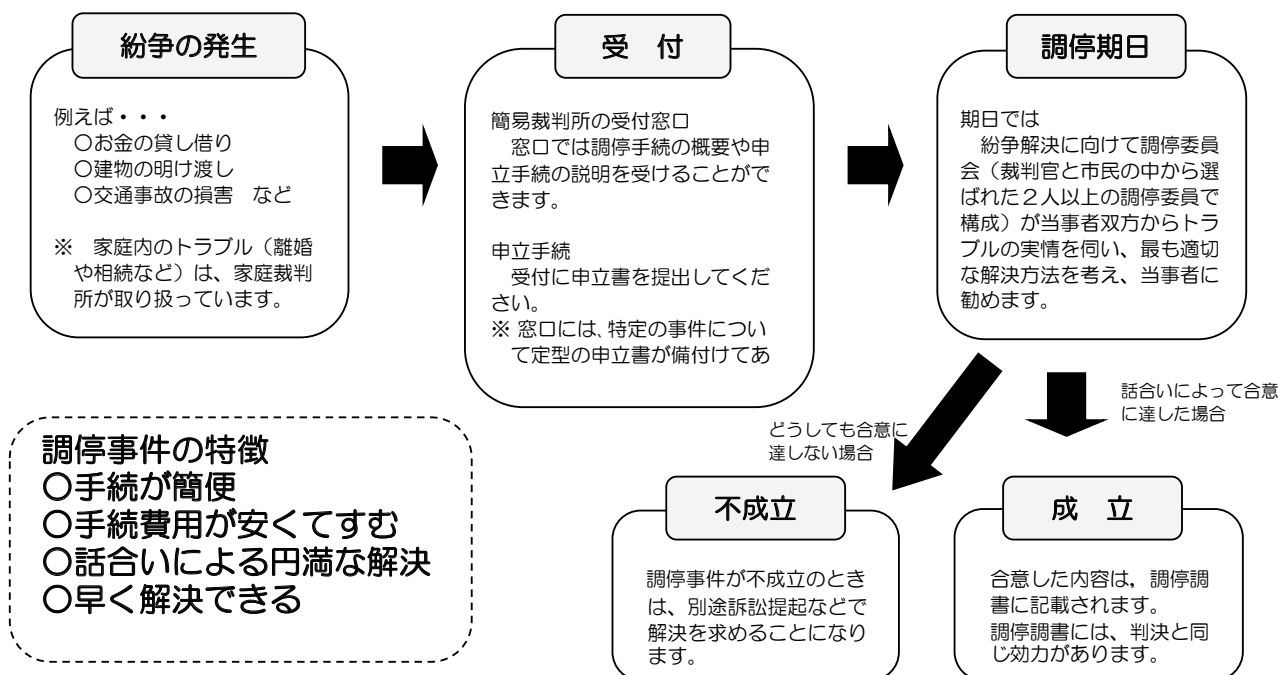 紛争の発生
例えば・・・
〇お金の貸し借り
〇建物の明け渡し
〇交通事故の損害　など
※　家庭内のトラブル（離婚
や相続など）は、家庭裁判
所が取り扱っています。
受　付
簡易裁判所の受付窓口
窓口では調停手続の概要や申
立手続の説明を受けることがで
きます。
申立手続
受付に申立書を提出してくだ
さい。
※ 窓口には、特定の事件につい
て定型の申立書が備付けてあ
調停期日
期日では
紛争解決に向けて調停委員
会（裁判官と市民の中から選
ばれた２人以上の調停委員で
構成）が当事者双方からトラ
ブルの実情を伺い、最も適切
な解決方法を考え、当事者に
勧めます。
話合いによって合意
に達した場合
どうしても合意に
達しない場合
調停事件の特徴
〇手続が簡便
〇手続費用が安くてすむ
〇話合いによる円満な解決
〇早く解決できる
不成立
調停事件が不成立のとき
は、別途訴訟提起などで
解決を求めることになり
ます。
成　立
合意した内容は，調停調
書に記載されます。
調停調書には、判決と同
じ効力があります。